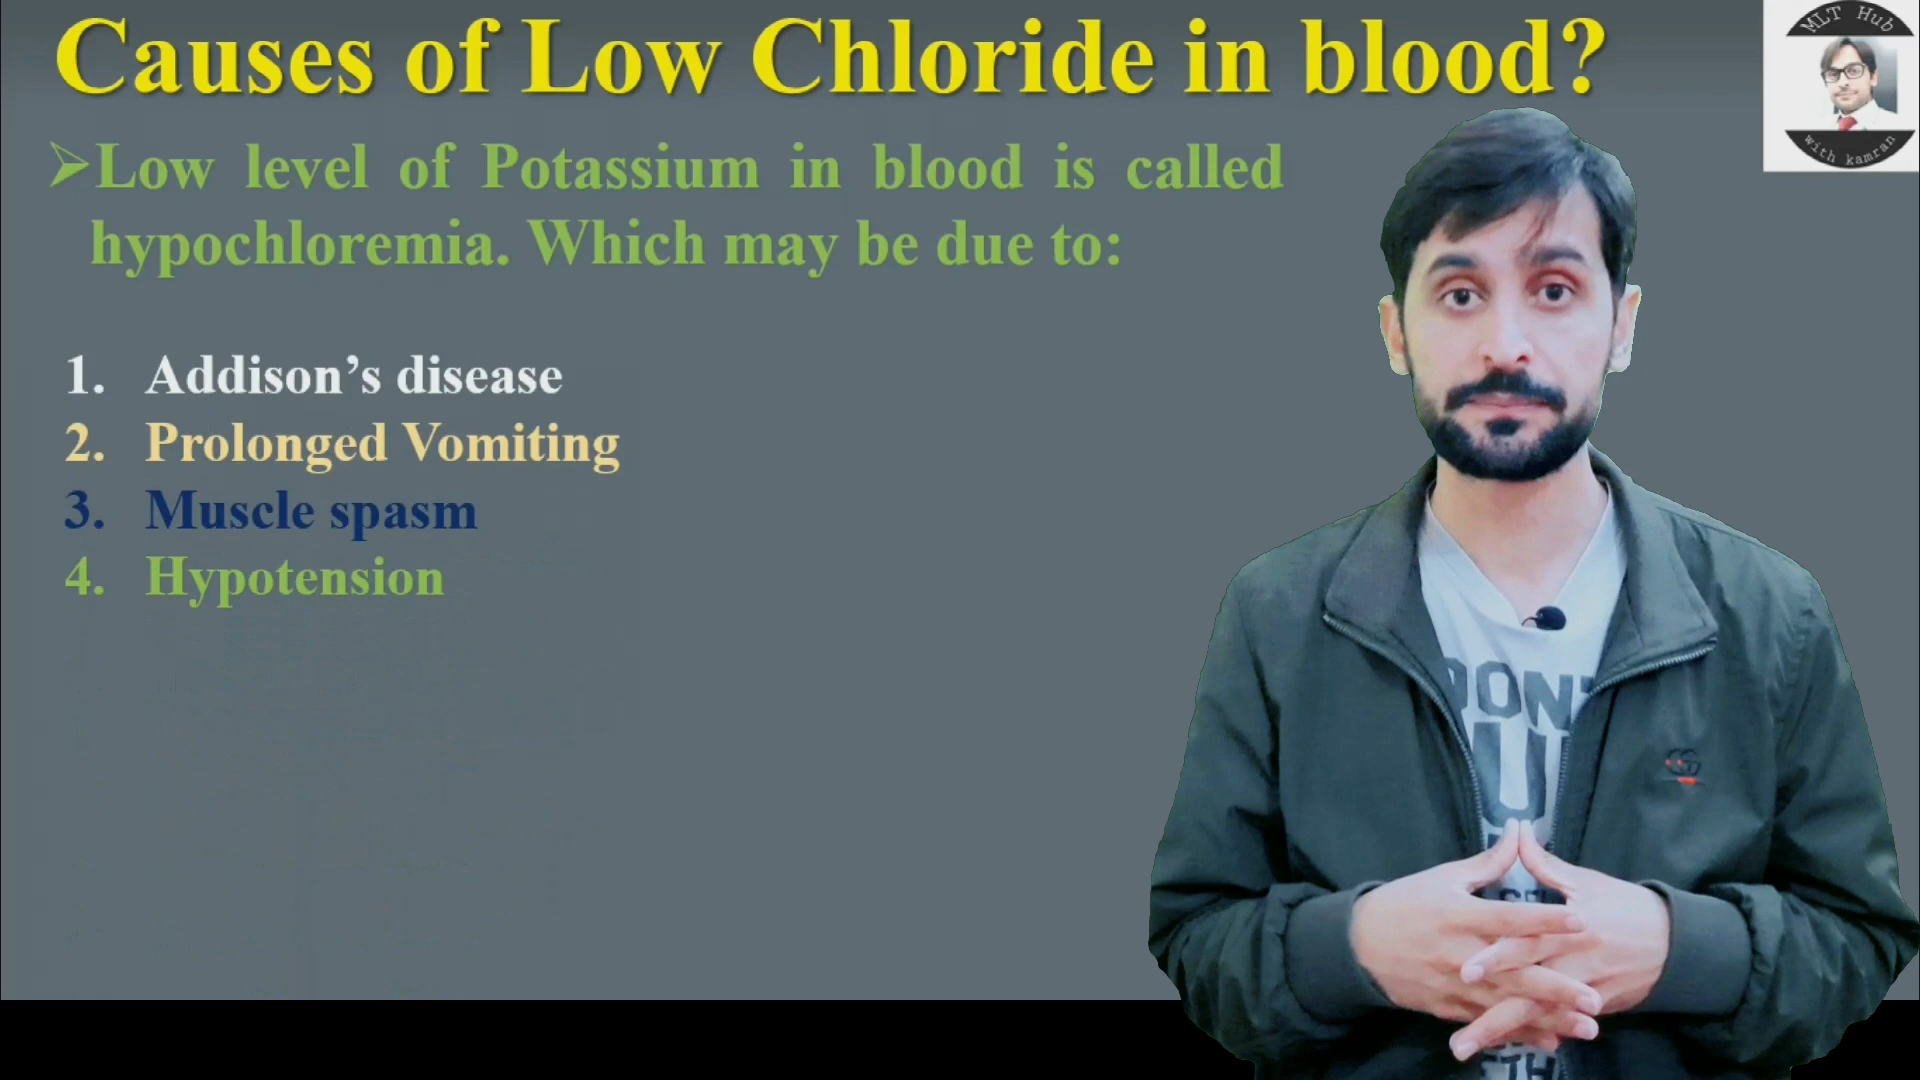 Causes of Low Chloride in blood?
MLT Hub
with kamran
➢Low level of Potassium in blood is called
hypochloremia. Which may be due to:
1. Addison’s disease
2. Prolonged Vomiting
3. Muscle spasm
4. Hypotension